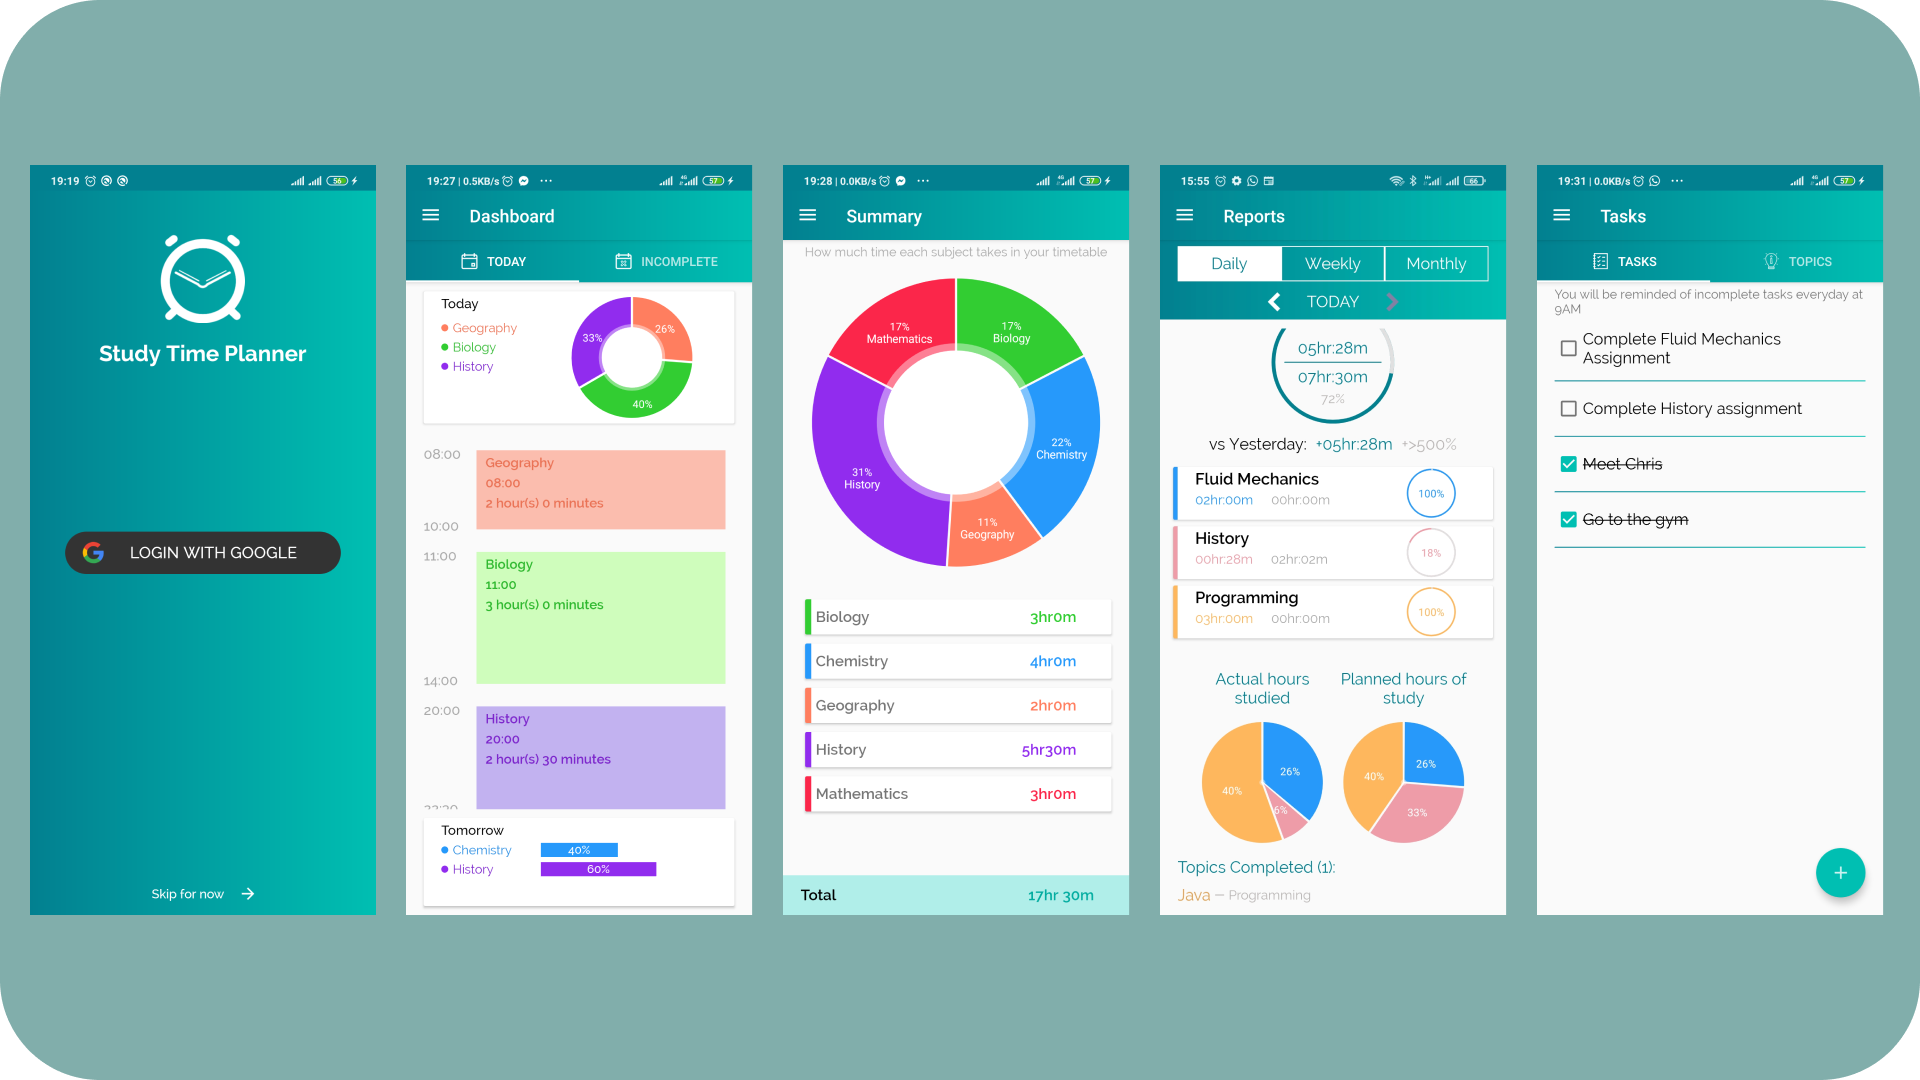 19:19
56
Study Time Planner
LOGIN WITH GOOGLE
Skip for now
19:27 | 0.5KB/s
4G
57
Dashboard
TODAY
INCOMPLETE
Today
Geography
Biology
History
33%
26%
40%
08:00
Geography
08:00
2 hour(s) 0 minutes
10:00
11:00
Biology
11:00
3 hour(s) 0 minutes
14:00
20:00
History
20:00
2 hour(s) 30 minutes
Tomorrow
Chemistry
40%
History
60%
19:28 | 0.0KB/s
4G
57
Summary
How much time each subject takes in your timetable
17%
Mathematics
17%
Biology
22%
Chemistry
31%
History
11%
Geography
Biology 3hr0m
Chemistry 4hr0m
Geography 2hr0m
History 5hr30m
Mathematics 3hr0m
Total 17hr 30m
15:55
H+
66
Reports
Daily
Weekly
Monthly
TODAY
05hr:28m
07hr:30m
72%
vs Yesterday: +05hr:28m +>500%
Fluid Mechanics
02hr:00m 00hr:00m
100%
History
00hr:28m 02hr:02m
18%
Programming
03hr:00m 00hr:00m
100%
Actual hours
studied
Planned hours of
study
26%
40%
6%
26%
40%
33%
Topics Completed (1):
Java — Programming
19:31 | 0.0KB/s
4G
57
Tasks
TASKS
TOPICS
You will be reminded of incomplete tasks everyday at
9AM
Complete Fluid Mechanics
Assignment
Complete History assignment
Meet Chris
Go to the gym
+